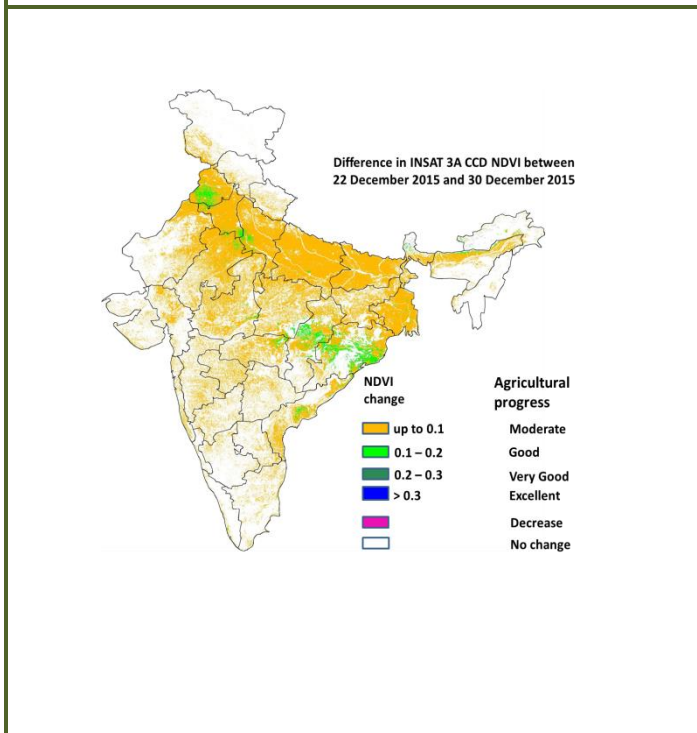 Difference in INSAT 3A CCD NDVI between
22 December 2015 and 30 December 2015
NDVI change
Agricultural progress
up to 0.1 Moderate
0.1 – 0.2 Good
0.2 – 0.3 Very Good
> 0.3 Excellent
Decrease
No change